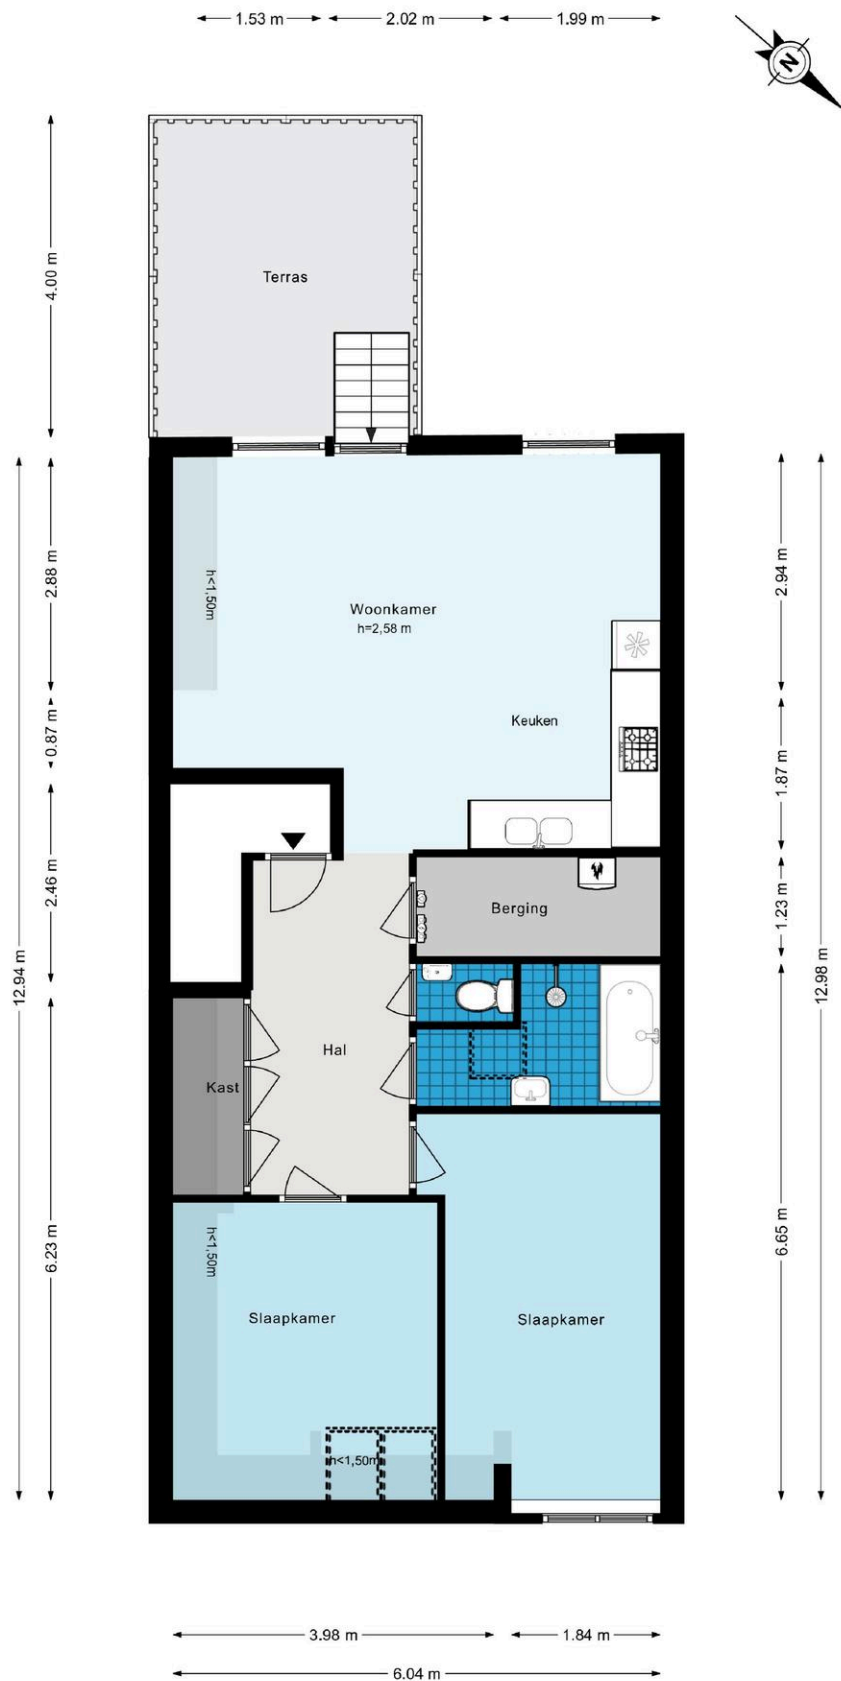 1.53 m
2.02 m
1.99 m
N
4.00 m
Terras
2.88 m
h<1,50m
Woonkamer
h=2,58 m
2.94 m
0.87 m
Keuken
1.87 m
2.46 m
Berging
1.23 m
12.94 m
12.98 m
Hal
Kast
6.23 m
6.65 m
h<1,50m
Slaapkamer
Slaapkamer
h<1,50m
3.98 m
1.84 m
6.04 m